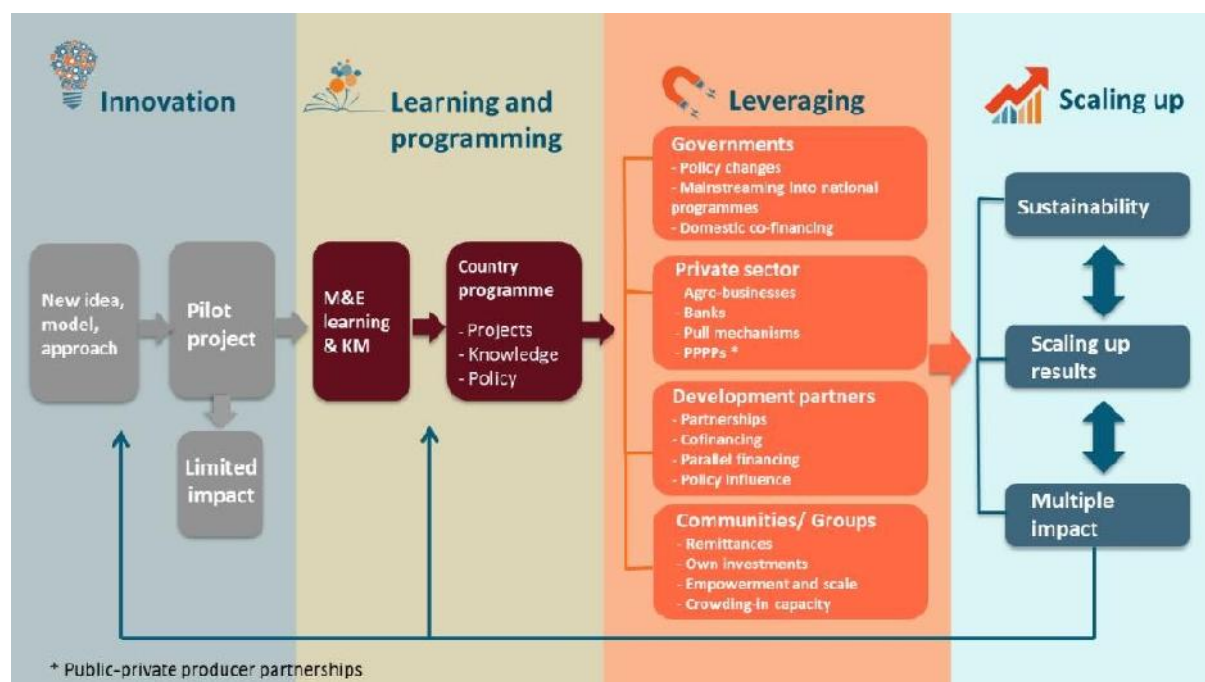 Innovation
New idea,
model,
approach
Pilot
project
Limited
impact
Learning and
programming
M&E
learning
& KM
Country
programme
- Projects
- Knowledge
- Policy
Leveraging
Governments
- Policy changes
- Mainstreaming into national
programmes
- Domestic co-financing
Private sector
- Agro-businesses
- Banks
- Pull mechanisms
- PPPPs *
Development partners
- Partnerships
- Cofinancing
- Parallel financing
- Policy influence
Communities/ Groups
- Remittances
- Own investments
- Empowerment and scale
- Crowding-in capacity
Scaling up
Sustainability
Scaling up
results
Multiple
impact
* Public-private producer partnerships